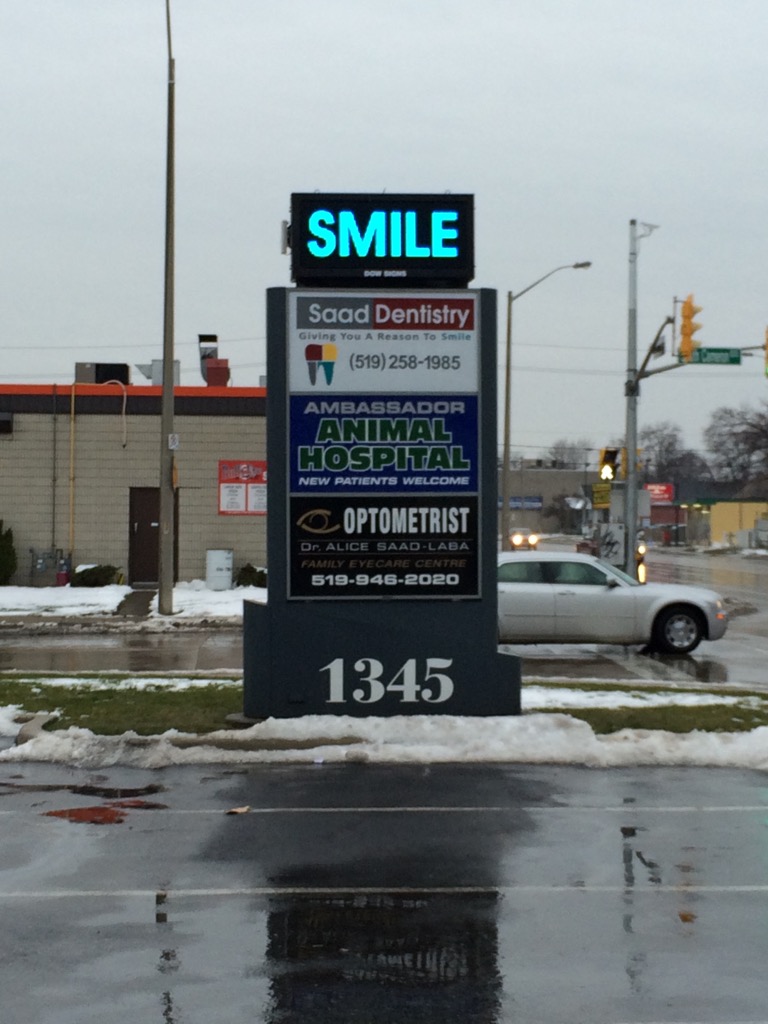 SMILE
DOW SIGNS
Saad Dentistry
Giving You A Reason To Smile
(519) 258-1985
AMBASSADOR
ANIMAL
HOSPITAL
NEW PATIENTS WELCOME
OPTOMETRIST
Dr. ALICE SAAD-LABA
FAMILY EYECARE CENTRE
519-946-2020
1345